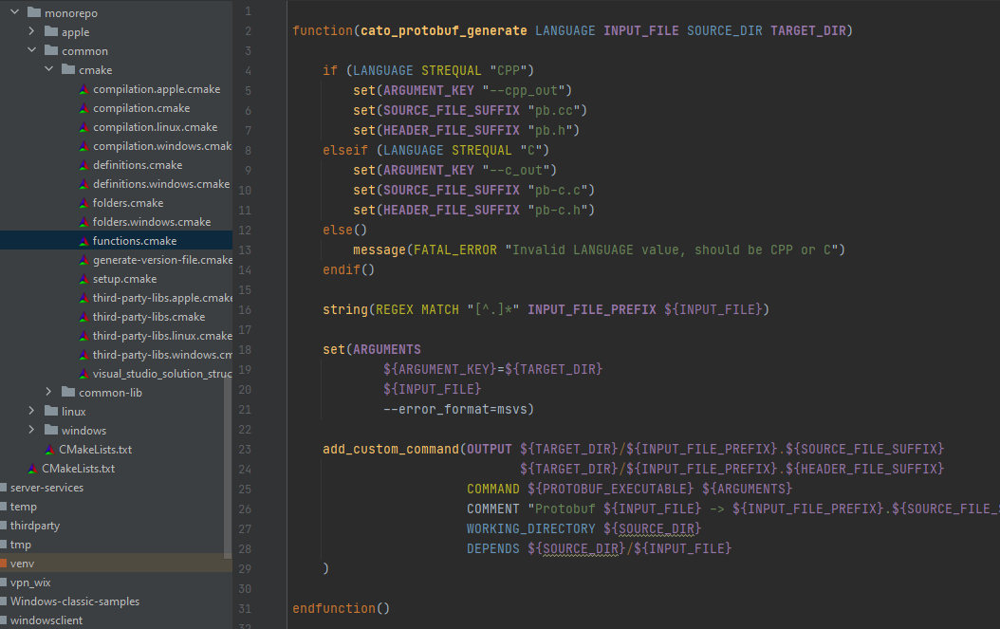 monorepo
apple
common
cmake
compilation.apple.cmake
compilation.cmake
compilation.linux.cmake
compilation.windows.cmak
definitions.cmake
definitions.windows.cmake
folders.cmake
folders.windows.cmake
functions.cmake
generate-version-file.cmake
setup.cmake
third-party-libs.apple.cmake
third-party-libs.cmake
third-party-libs.linux.cmake
third-party-libs.windows.cm
visual_studio_solution_struc
common-lib
linux
windows
CMakeLists.txt
CMakeLists.txt
server-services
temp
thirdparty
tmp
venv
vpn_wix
Windows-classic-samples
windowsclient
1
2 function(cato_protobuf_generate LANGUAGE INPUT_FILE SOURCE_DIR TARGET_DIR)
3
4 if (LANGUAGE STREQUAL "CPP")
5 set(ARGUMENT_KEY "--cpp_out")
6 set(SOURCE_FILE_SUFFIX "pb.cc")
7 set(HEADER_FILE_SUFFIX "pb.h")
8 elseif (LANGUAGE STREQUAL "C")
9 set(ARGUMENT_KEY "--c_out")
10 set(SOURCE_FILE_SUFFIX "pb-c.c")
11 set(HEADER_FILE_SUFFIX "pb-c.h")
12 else()
13 message(FATAL_ERROR "Invalid LANGUAGE value, should be CPP or C")
14 endif()
15
16 string(REGEX MATCH "[^.]*" INPUT_FILE_PREFIX ${INPUT_FILE})
17
18 set(ARGUMENTS
19 ${ARGUMENT_KEY}=${TARGET_DIR}
20 ${INPUT_FILE}
21 --error_format=msvs)
22
23 add_custom_command(OUTPUT ${TARGET_DIR}/${INPUT_FILE_PREFIX}.${SOURCE_FILE_SUFFIX}
24 ${TARGET_DIR}/${INPUT_FILE_PREFIX}.${HEADER_FILE_SUFFIX}
25 COMMAND ${PROTOBUF_EXECUTABLE} ${ARGUMENTS}
26 COMMENT "Protobuf ${INPUT_FILE} -> ${INPUT_FILE_PREFIX}.${SOURCE_FILE_S
27 WORKING_DIRECTORY ${SOURCE_DIR}
28 DEPENDS ${SOURCE_DIR}/${INPUT_FILE}
29 )
30
31 endfunction()
32